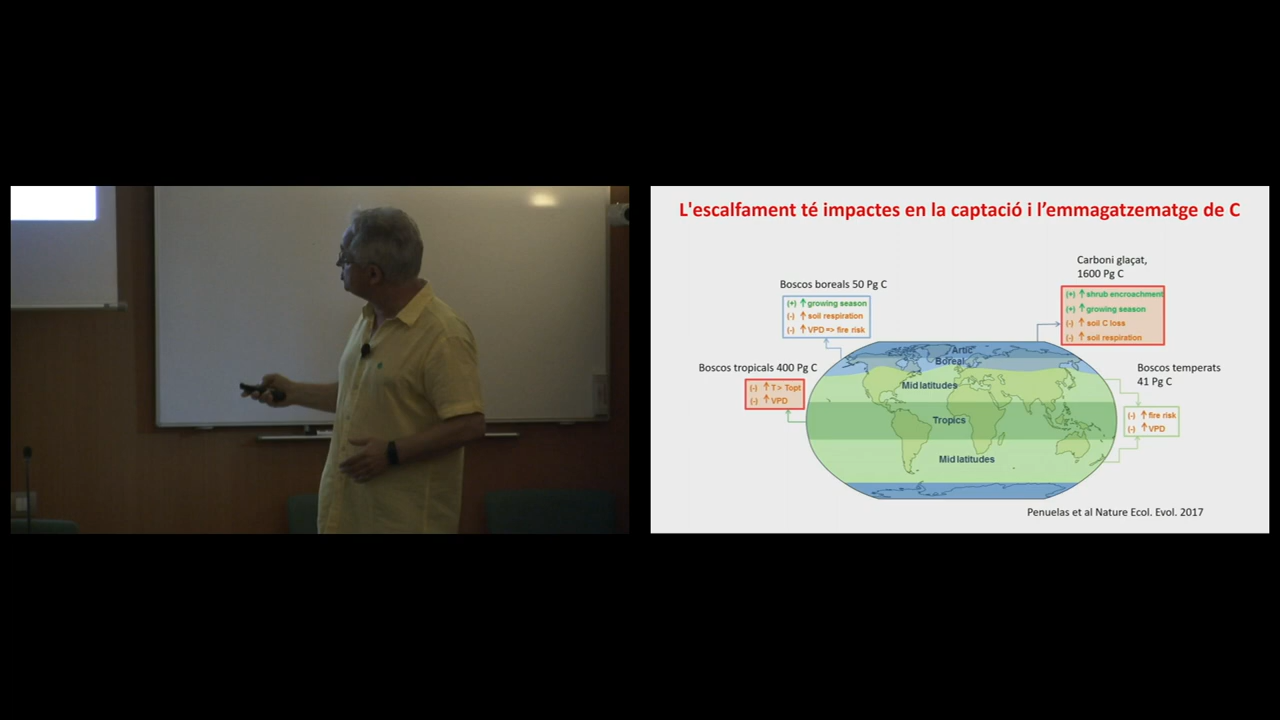 L'escalfament té impactes en la captació i l’emmagatzematge de C
Carboni glaçat,
1600 Pg C
(+) ↑ shrub encroachment
(+) ↑ growing season
(-) ↑ soil C loss
(-) ↑ soil respiration
Boscos boreals 50 Pg C
(+) ↑ growing season
(-) ↑ soil respiration
(-) ↑ VPD => fire risk
Boscos tropicals 400 Pg C
(-) ↑ T > Topt
(-) ↑ VPD
Boscos temperats
41 Pg C
(-) ↑ fire risk
(-) ↑ VPD
Artic
Boreal
Mid latitudes
Tropics
Mid latitudes
Penuelas et al Nature Ecol. Evol. 2017